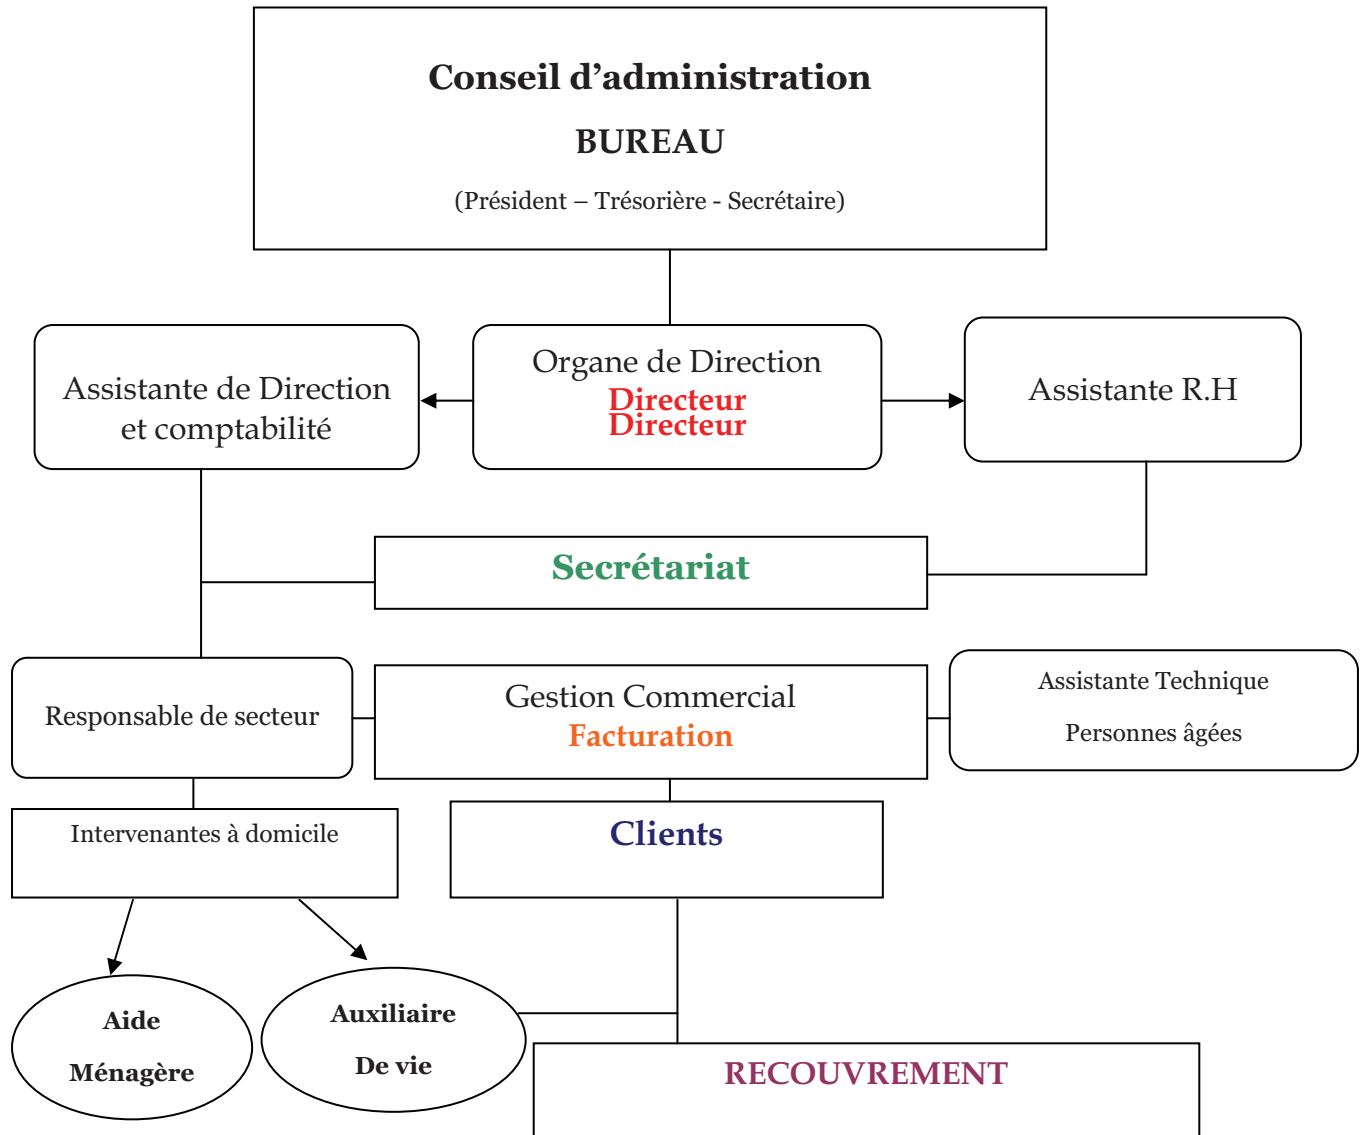 Conseil d’administration
BUREAU
(Président – Trésorière - Secrétaire)
Assistante de Direction
et comptabilité
Organe de Direction
Directeur
Directeur
Assistante R.H
Secrétariat
Responsable de secteur
Gestion Commercial
Facturation
Assistante Technique
Personnes âgées
Intervenantes à domicile
Clients
Aide
Ménagère
Auxiliaire
De vie
RECOUVREMENT